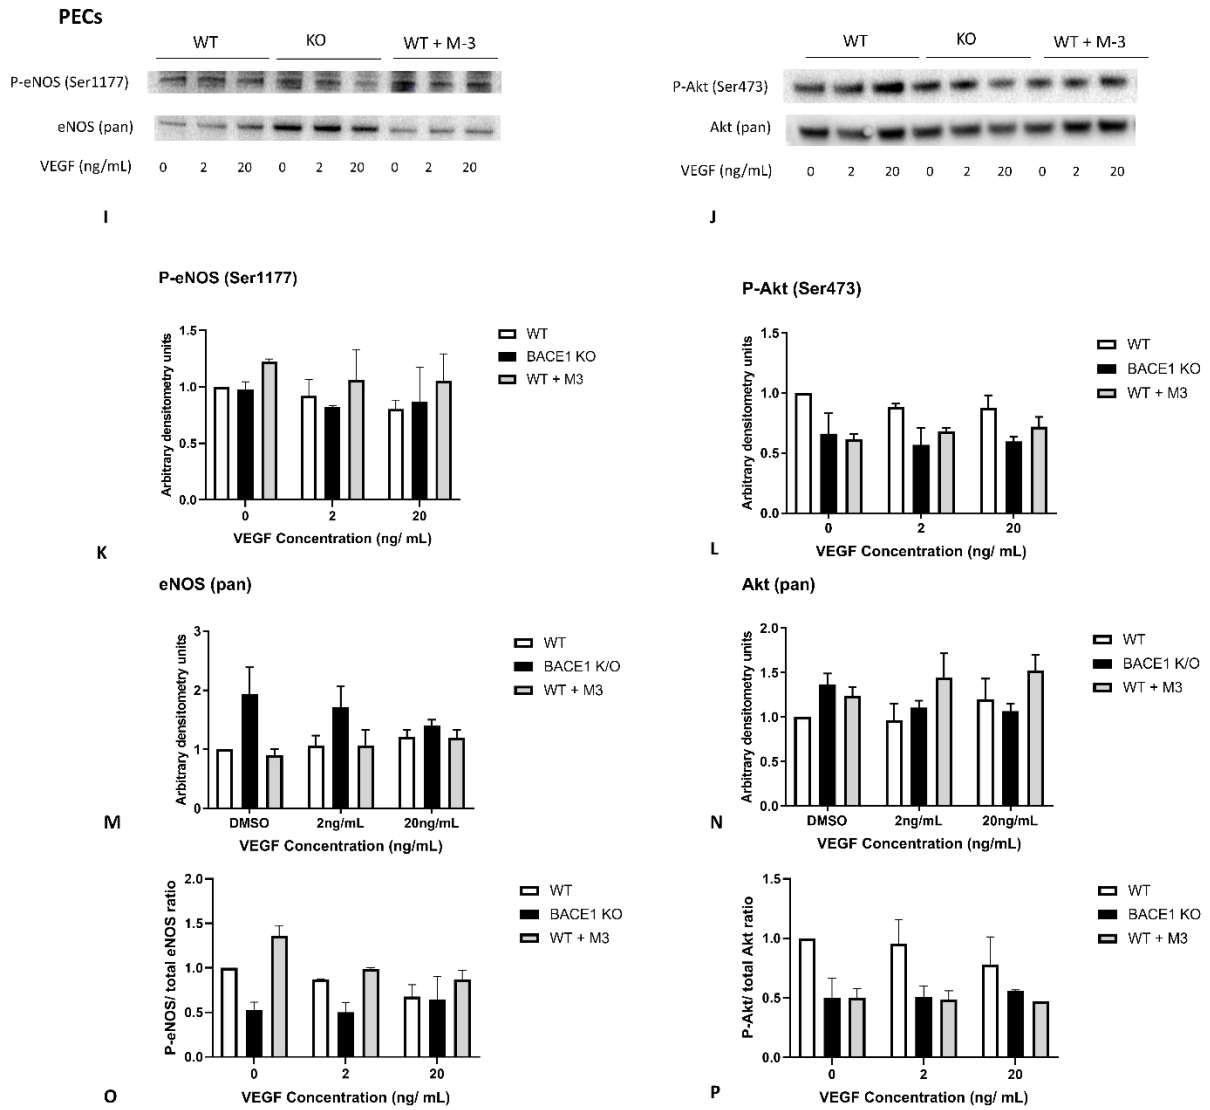 PECs
WT KO WT + M-3
P-eNOS (Ser1177)
eNOS (pan)
VEGF (ng/mL) 0 2 20 0 2 20 0 2 20
I
WT KO WT + M-3
P-Akt (Ser473)
Akt (pan)
VEGF (ng/mL) 0 2 20 0 2 20 0 2 20
J
P-eNOS (Ser1177)
Arbitrary densitometry units
1.5
1.0
0.5
0.0
0 2 20
VEGF Concentration (ng/ mL)
WT
BACE1 KO
WT + M3
K
P-Akt (Ser473)
Arbitrary densitometry units
1.5
1.0
0.5
0.0
0 2 20
VEGF Concentration (ng/ mL)
WT
BACE1 KO
WT + M3
L
eNOS (pan)
Arbitrary densitometry units
3
2
1
0
DMSO 2ng/mL 20ng/mL
VEGF Concentration (ng/mL)
WT
BACE1 K/O
WT + M3
M
Akt (pan)
Arbitrary densitometry units
2.0
1.5
1.0
0.5
0.0
DMSO 2ng/mL 20ng/mL
VEGF Concentration (ng/mL)
WT
BACE1 K/O
WT + M3
N
P-eNOS/ total eNOS ratio
2.0
1.5
1.0
0.5
0.0
0 2 20
VEGF Concentration (ng/ mL)
WT
BACE1 KO
WT + M3
O
P-Akt/ total Akt ratio
1.5
1.0
0.5
0.0
0 2 20
VEGF Concentration (ng/ mL)
WT
BACE1 KO
WT + M3
P